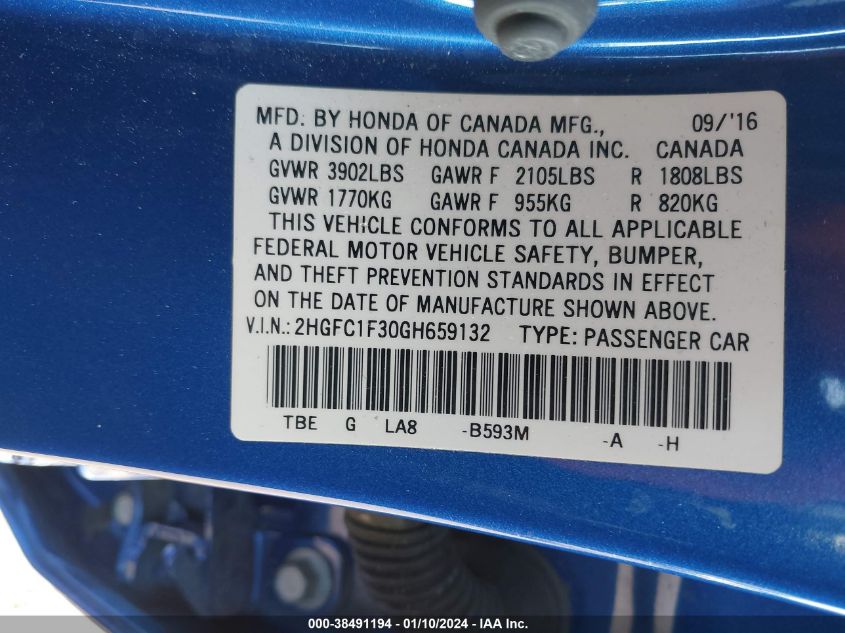 MFD. BY HONDA OF CANADA MFG., 09/'16
A DIVISION OF HONDA CANADA INC. CANADA
GVWR 3902LBS GAWR F 2105LBS R 1808LBS
GVWR 1770KG GAWR F 955KG R 820KG
THIS VEHICLE CONFORMS TO ALL APPLICABLE
FEDERAL MOTOR VEHICLE SAFETY, BUMPER,
AND THEFT PREVENTION STANDARDS IN EFFECT
ON THE DATE OF MANUFACTURE SHOWN ABOVE.
V.I.N.: 2HGFC1F30GH659132 TYPE: PASSENGER CAR
TBE G LA8 -B593M -A -H
000-38491194 - 01/10/2024 - IAA Inc.